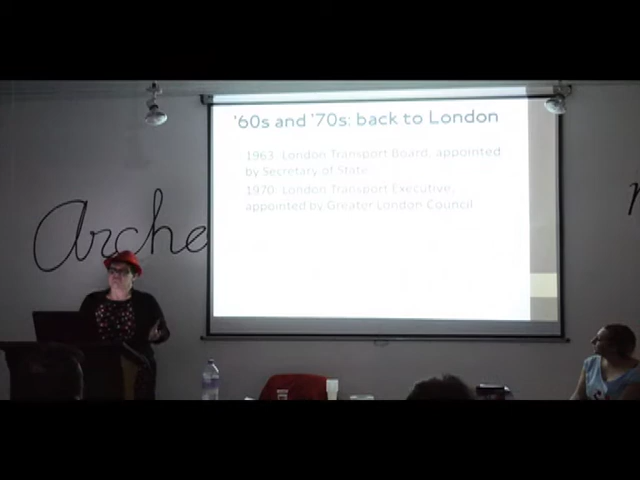 '60s and '70s: back to London
1963: London Transport Board, appointed
by Secretary of State
1970: London Transport Executive,
appointed by Greater London Council
Arche